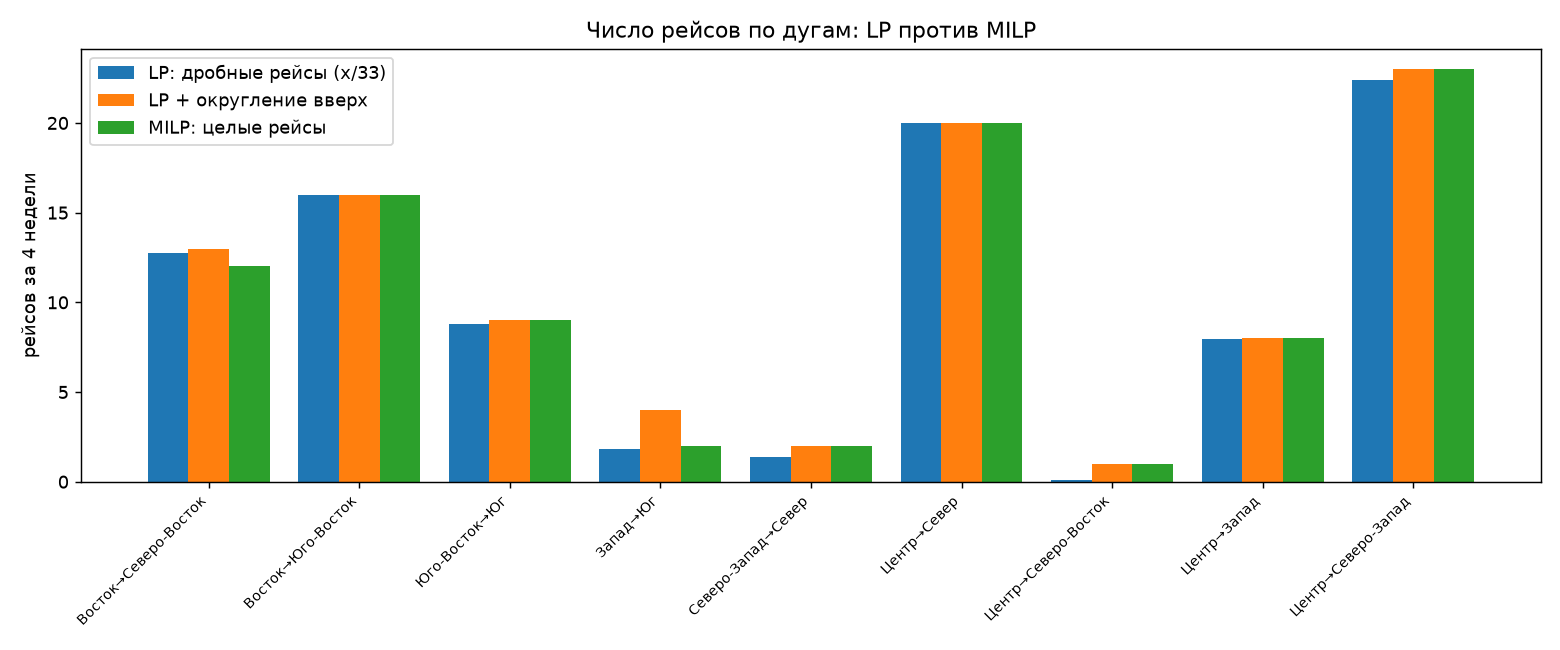 Число рейсов по дугам: LP против MILP
LP: дробные рейсы (x/33)
LP + округление вверх
MILP: целые рейсы
рейсов за 4 недели
20
15
10
5
0
Восток→Северо-Восток
Восток→Юго-Восток
Юго-Восток→Юг
Запад→Юг
Северо-Запад→Север
Центр→Север
Центр→Северо-Восток
Центр→Запад
Центр→Северо-Запад